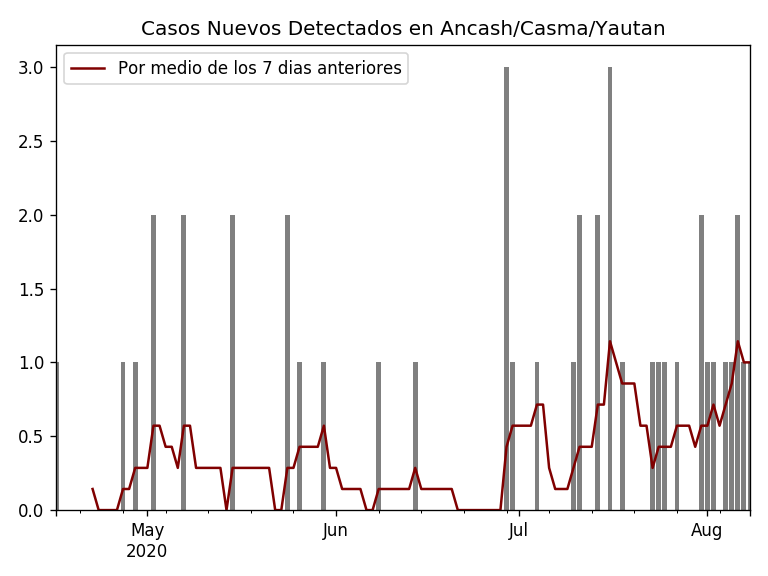 Casos Nuevos Detectados en Ancash/Casma/Yautan
Por medio de los 7 dias anteriores
3.0
2.5
2.0
1.5
1.0
0.5
0.0
May Jun Jul Aug
2020